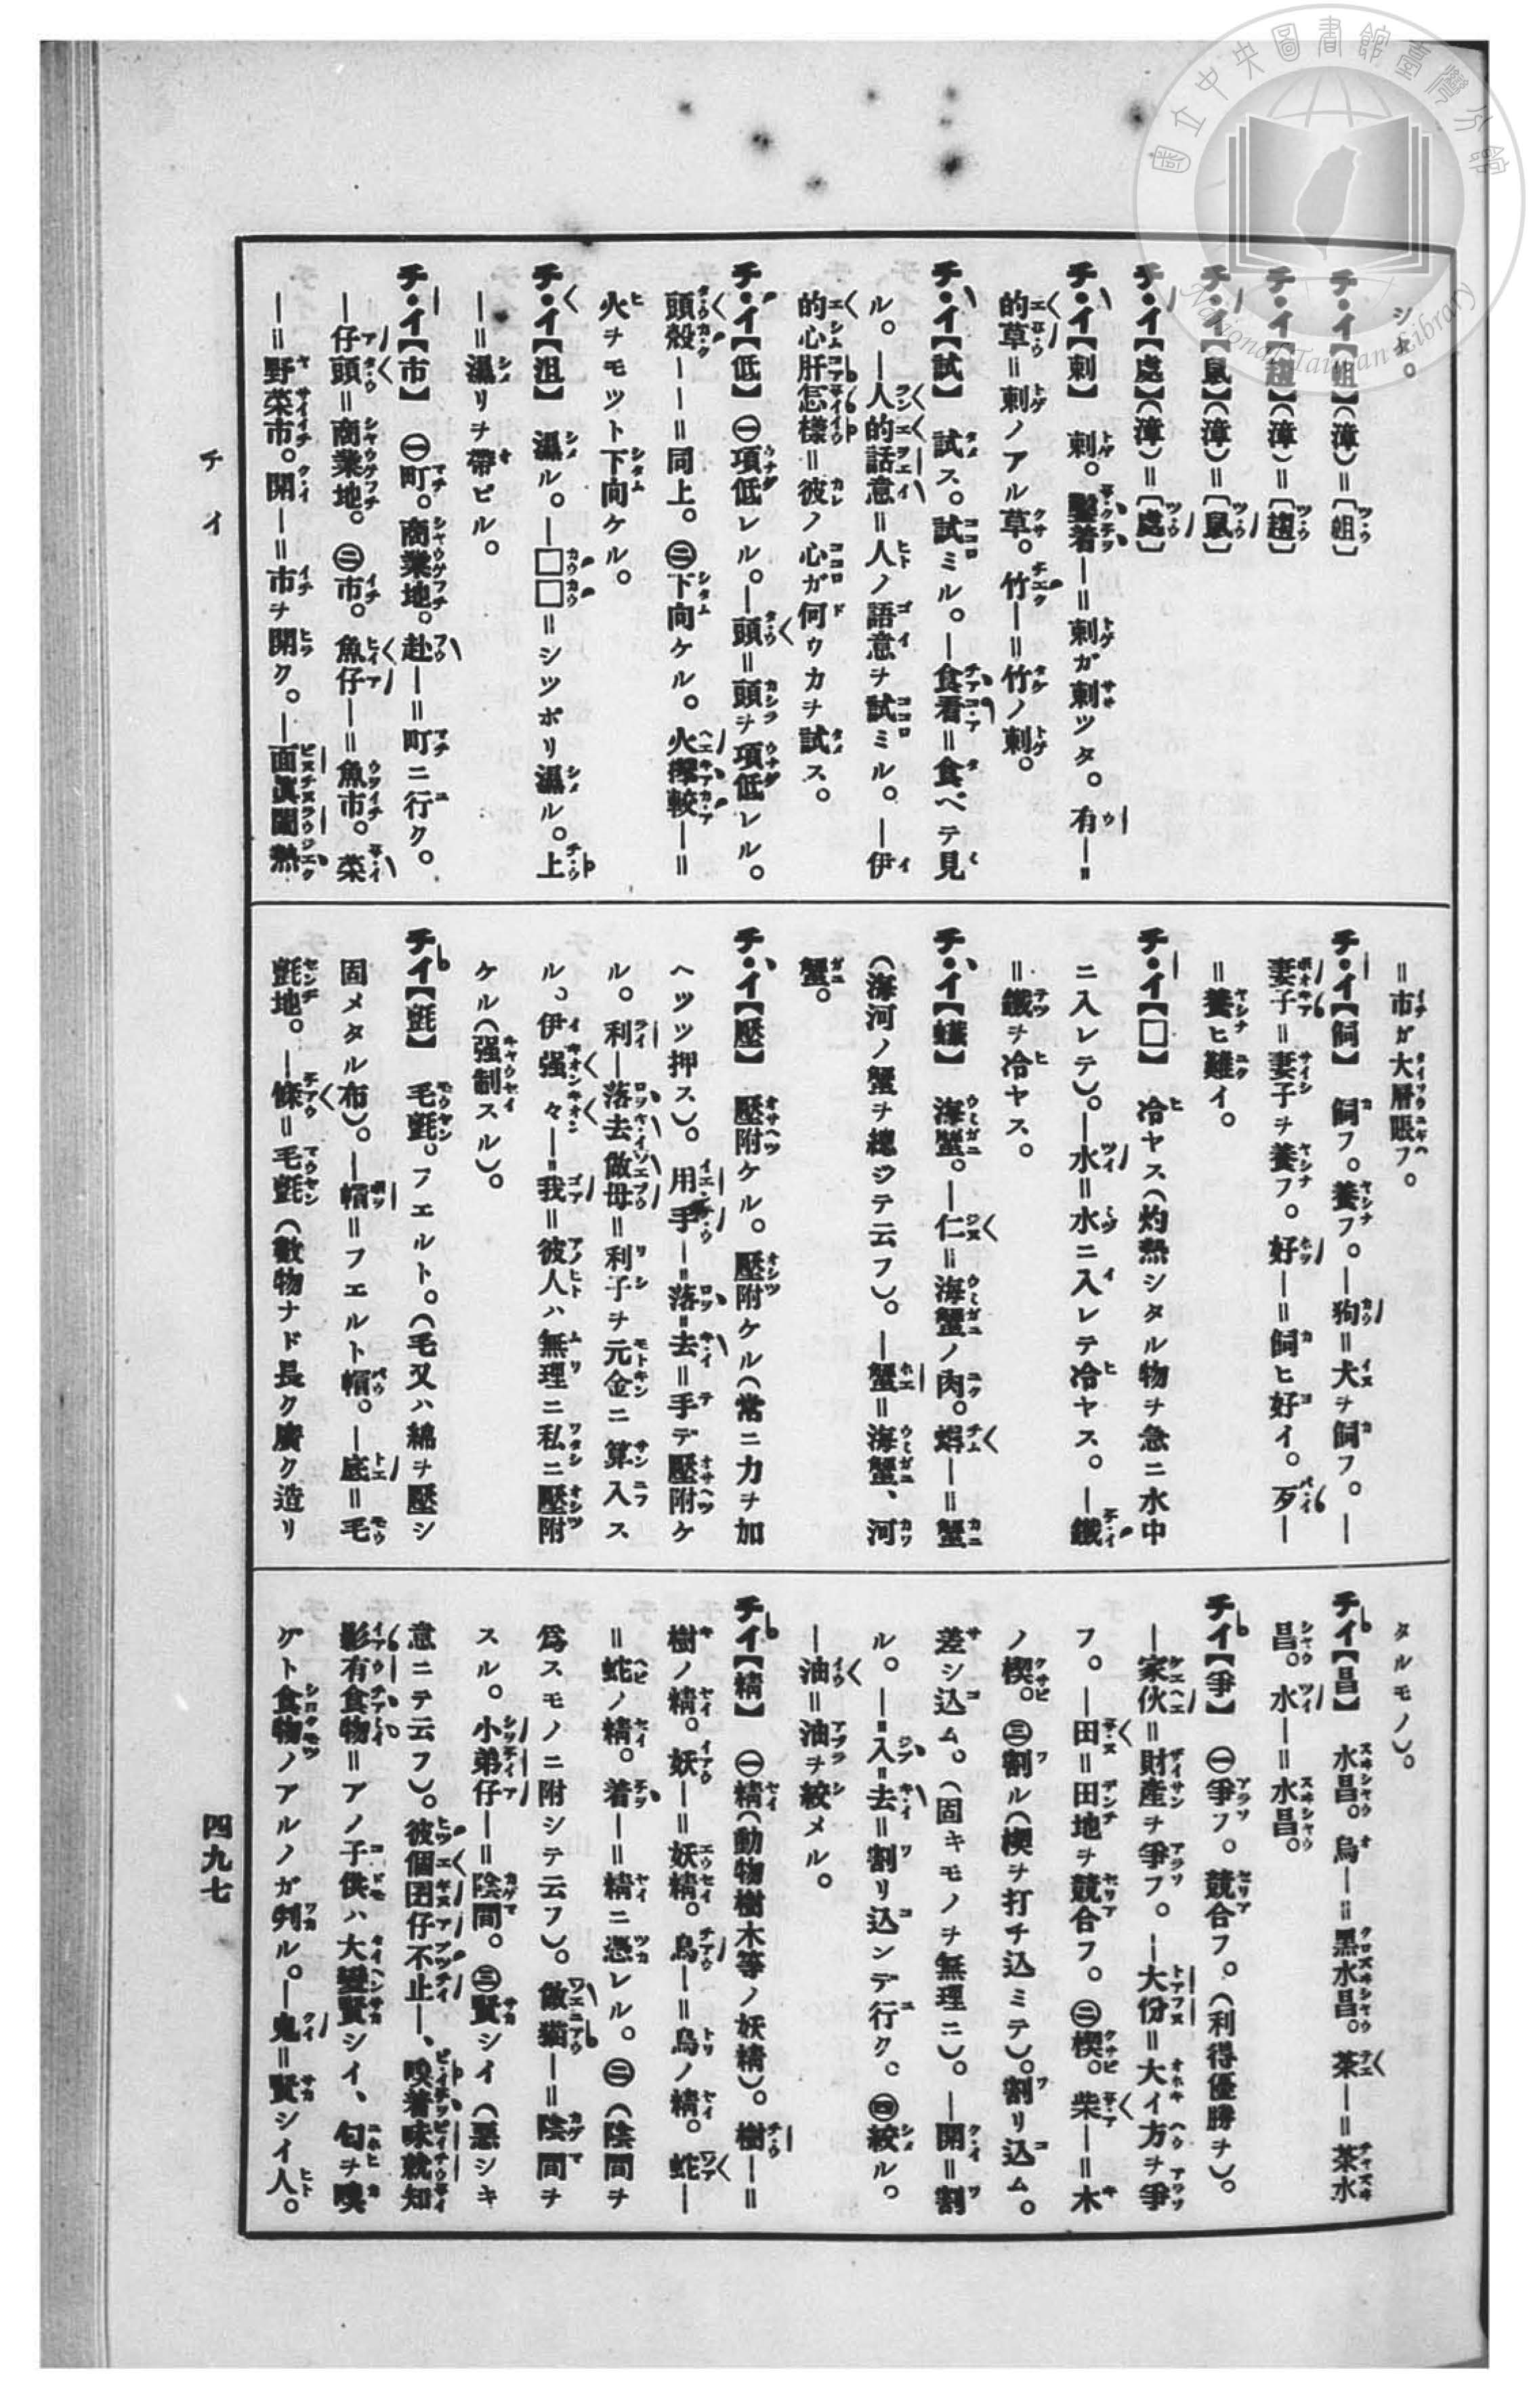 國立中央圖書館臺灣分館
National Taiwan Library
シキ。
チ・イ【蛆】(漳)=〔蛆〕
チ・イ【趨】(漳)=〔趨〕
チ・イ【鼠】(漳)=〔鼠〕
チ・イ【處】(漳)=〔處〕
チ・イ【刺】 刺。鑿着—=刺ガ刺ツタ。有—=
的草=刺ノアル草。竹—=竹ノ刺。
チ・イ【試】 試ス。試ミル。—食看=食ベテ見
ル。—人的話意=人ノ語意ヲ試ミル。—伊
的心肝怎樣=彼ノ心ガ何ウカヲ試ス。
チ・イ【低】 ㊀項低レル。—頭=頭ヲ項低レル。
頭殼——=同上。㊁下向ケル。火擇較—=
火ヲモツト下向ケル。
チ・イ【沮】 濕ル。—□□=シツポリ濕ル。上
—=濕リヲ帶ビル。
チ・イ【市】 ㊀町。商業地。赴—=町ニ行ク。
—仔頭=商業地。㊁市。魚仔—=魚市。菜
—=野菜市。開—=市ヲ開ク。—面眞鬧熱
=市ガ大層賑フ。
チ・イ【飼】 飼フ。養フ。—狗=犬ヲ飼フ。—
妻子=妻子ヲ養フ。好—=飼ヒ好イ。歹—
=養ヒ難イ。
チ・イ【□】 冷ヤス(灼熱シタル物ヲ急ニ水中
ニ入レテ)。—水=水ニ入レテ冷ヤス。—鐵
=鐵ヲ冷ヤス。
チ・イ【蠘】 海蟹。—仁=海蟹ノ肉。蟳—=蟹
(海河ノ蟹ヲ總ジテ云フ)。—蟹=海蟹、河
蟹。
チ・イ【壓】 壓附ケル。壓附ケル(常ニ力ヲ加
ヘツツ押ス)。用手—=落=去=手デ壓附ケ
ル。利—落去做母=利子ヲ元金ニ算入ス
ル。伊强々—=我=彼人ハ無理ニ私ニ壓附
ケル(强制スル)。
チイ【氈】 毛氈。フエルト。(毛又ハ綿ヲ壓シ
固メタル布)。—帽=フエルト帽。—底=毛
氈地。—條=毛氈(敷物ナド長ク廣ク造リ
タルモノ)。
チイ【晶】 水晶。烏—=黑水晶。茶—=茶水
晶。水—=水晶。
チイ【爭】 ㊀爭フ。競合フ。(利得優勝ヲ)。
—家伙=財產ヲ爭フ。—大份=大イ方ヲ爭
フ。—田=田地ヲ競合フ。㊁楔。柴—=木
ノ楔。㊂割ル(楔ヲ打チ込ミテ)。割リ込ム。
差シ込ム。(固キモノヲ無理ニ)。—開=割
ル。—=入=去=割リ込ンデ行ク。㊃絞ル。
—油=油ヲ絞メル。
チイ【精】 ㊀精(動物樹木等ノ妖精)。樹—=
樹ノ精。妖—=妖精。鳥—=鳥ノ精。蛇—
=蛇ノ精。着—=精ニ憑レル。㊁(陰間ヲ
爲スモノニ附シテ云フ)。做猫—=陰間ヲ
スル。小弟仔—=陰間。㊂賢シイ(惡シキ
意ニテ云フ)。彼個囝仔不止—、嗅着味就知
影有食物=アノ子供ハ大變賢シイ、匂ヲ嗅
グト食物ノアルノガ判ル。—鬼=賢シイ人。
チイ
四九七